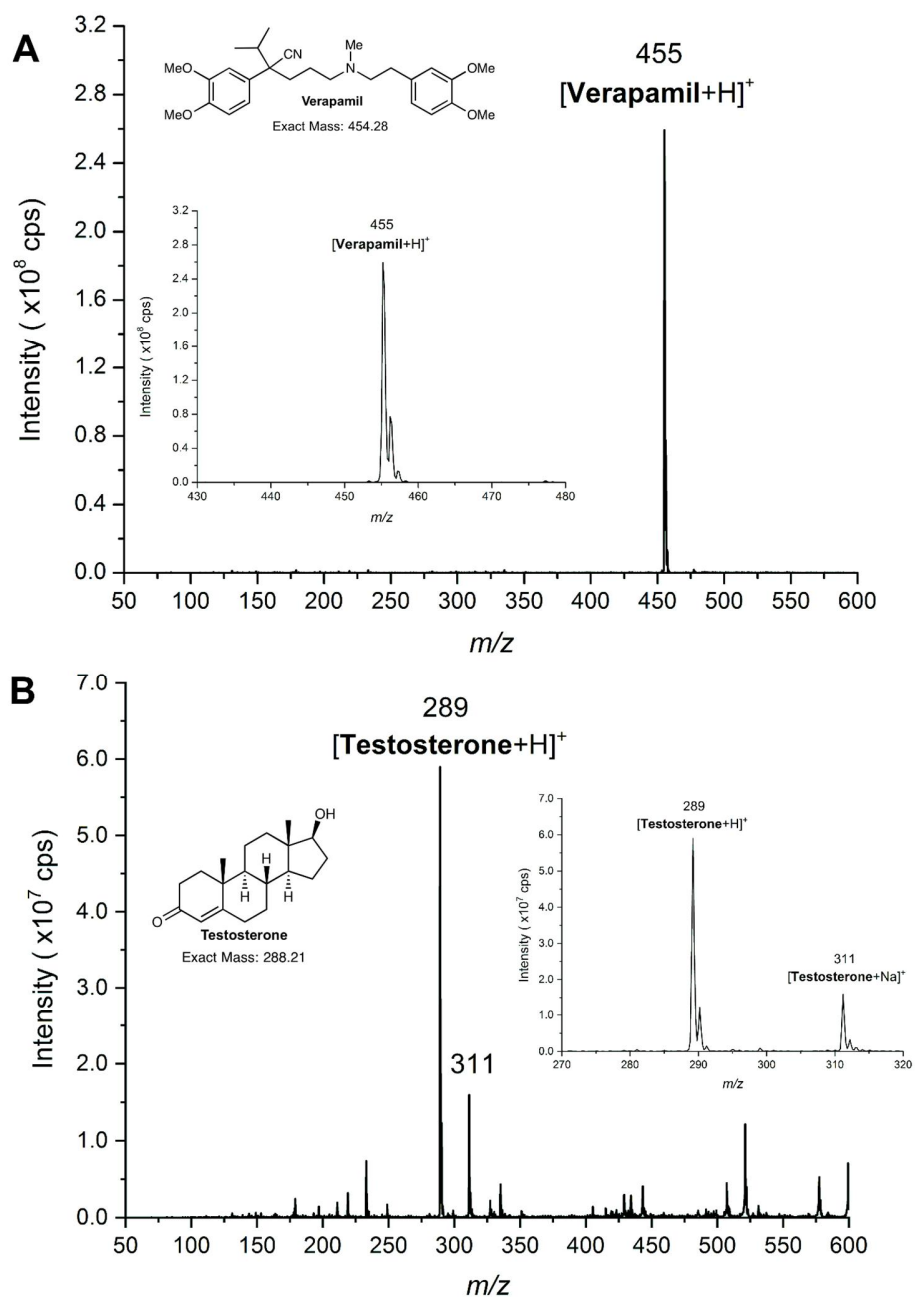 A
3.2
2.8
2.4
2.0
1.6
1.2
0.8
0.4
0.0
Intensity ( x10⁸ cps)
50 100 150 200 250 300 350 400 450 500 550 600
m/z
MeO
MeO
CN
Me
N
OMe
OMe
Verapamil
Exact Mass: 454.28
455
[Verapamil+H]⁺
3.2
2.8
2.4
2.0
1.6
1.2
0.8
0.4
0.0
Intensity ( x10⁸ cps)
455
[Verapamil+H]⁺
430 440 450 460 470 480
m/z
B
7.0
6.0
5.0
4.0
3.0
2.0
1.0
0.0
Intensity ( x10⁷ cps)
50 100 150 200 250 300 350 400 450 500 550 600
m/z
289
[Testosterone+H]⁺
311
OH
H
H
H
O
Testosterone
Exact Mass: 288.21
7.0
6.0
5.0
4.0
3.0
2.0
1.0
0.0
Intensity ( x10⁷ cps)
289
[Testosterone+H]⁺
311
[Testosterone+Na]⁺
270 280 290 300 310 320
m/z